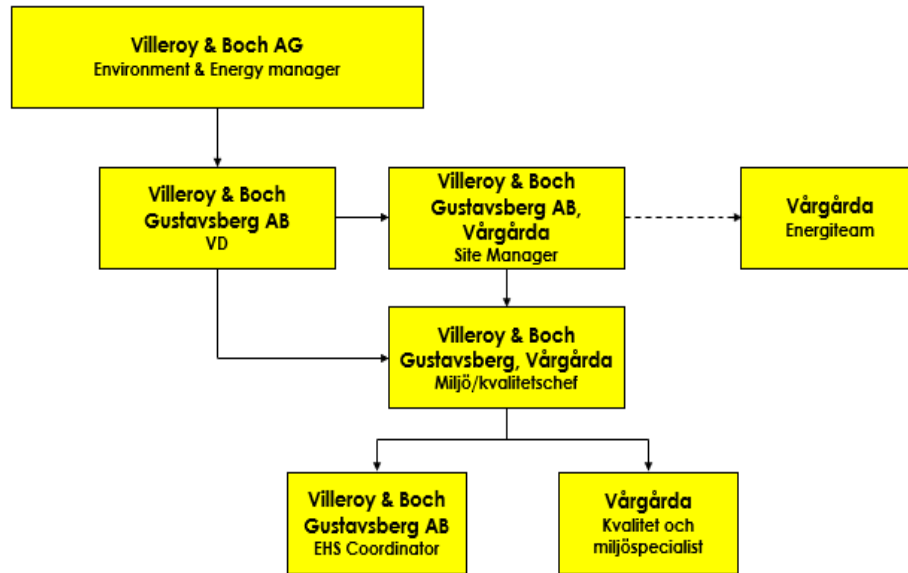 Villeroy & Boch AG
Environment & Energy manager
Villeroy & Boch
Gustavsberg AB
VD
Villeroy & Boch
Gustavsberg AB,
Vårgårda
Site Manager
Vårgårda
Energiteam
Villeroy & Boch
Gustavsberg, Vårgårda
Miljö/kvalitetschef
Villeroy & Boch
Gustavsberg AB
EHS Coordinator
Vårgårda
Kvalitet och
miljöspecialist